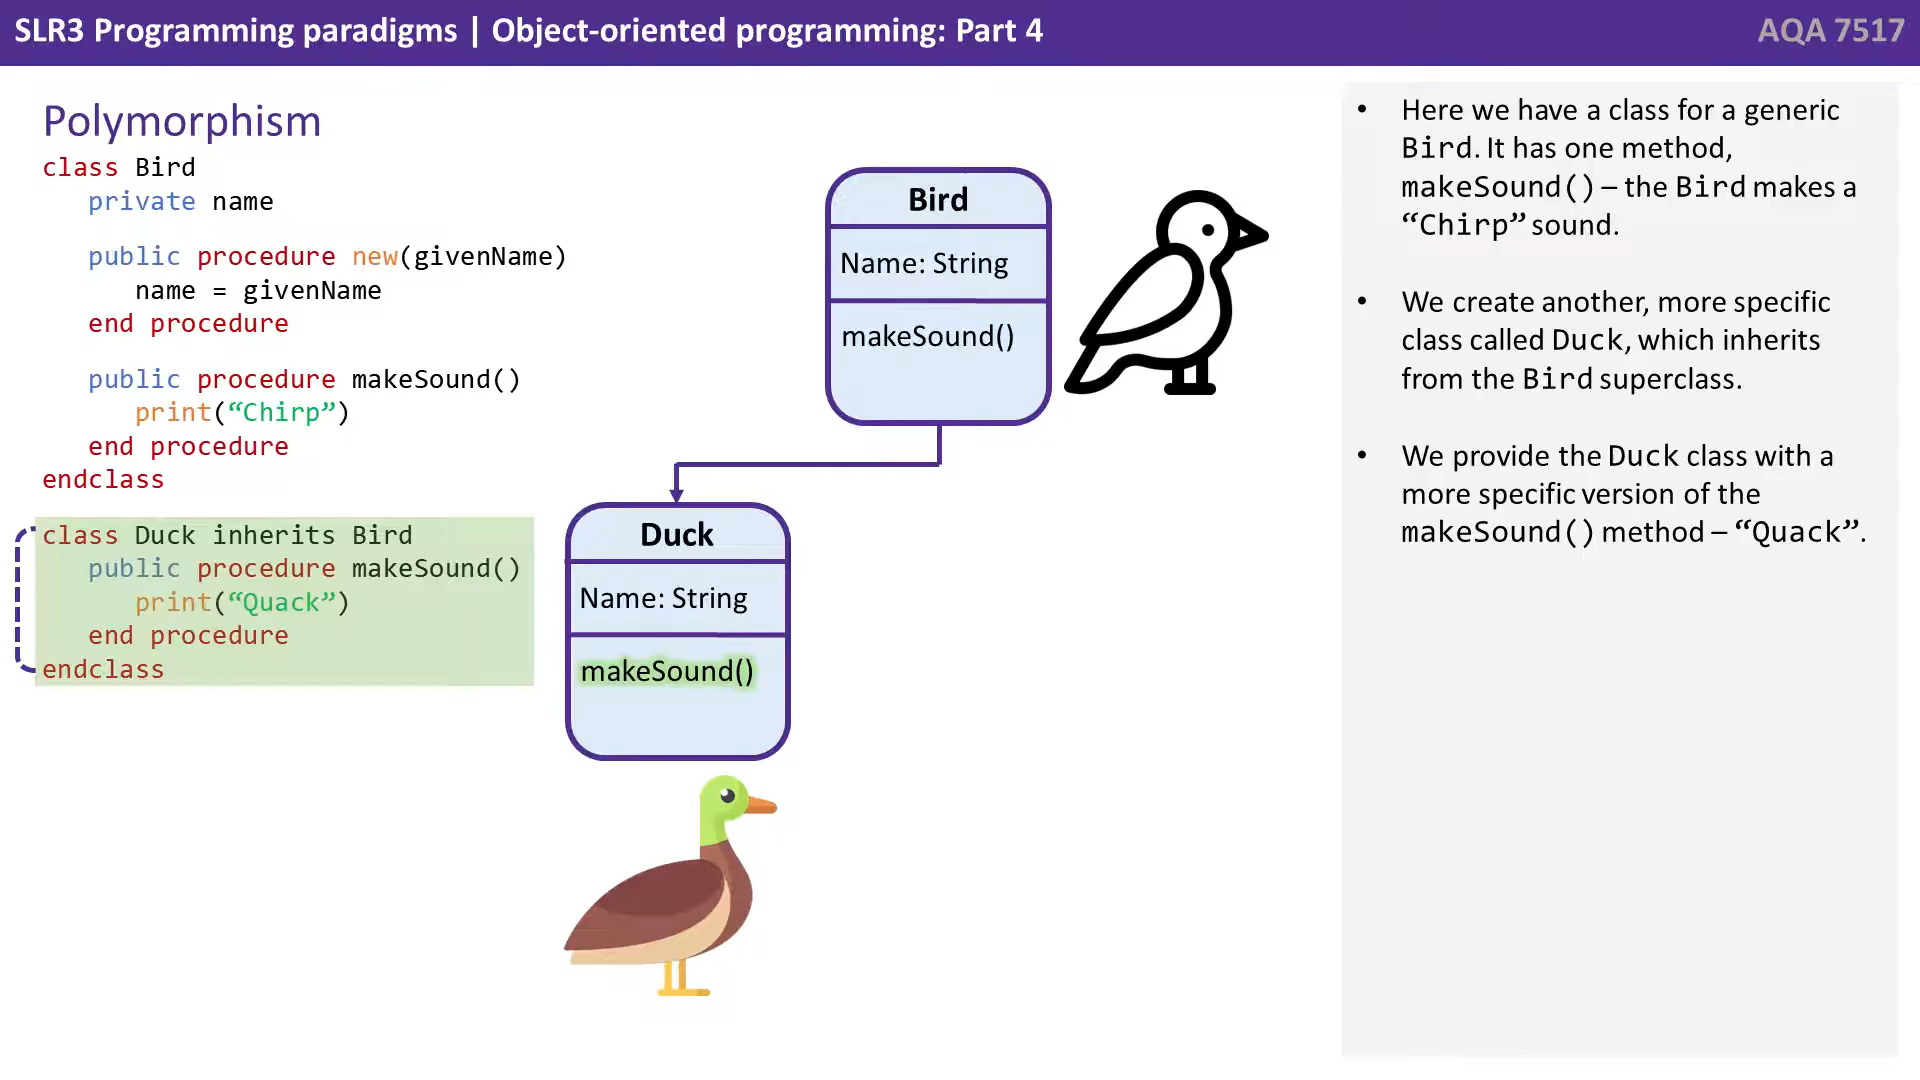 SLR3 Programming paradigms | Object-oriented programming: Part 4
AQA 7517
Polymorphism
class Bird
private name
public procedure new(givenName)
name = givenName
end procedure
public procedure makeSound()
print(“Chirp”)
end procedure
endclass
class Duck inherits Bird
public procedure makeSound()
print(“Quack”)
end procedure
endclass
Bird
Name: String
makeSound()
Duck
Name: String
makeSound()
• Here we have a class for a generic
Bird. It has one method,
makeSound() – the Bird makes a
“Chirp” sound.
• We create another, more specific
class called Duck, which inherits
from the Bird superclass.
• We provide the Duck class with a
more specific version of the
makeSound() method – “Quack”.